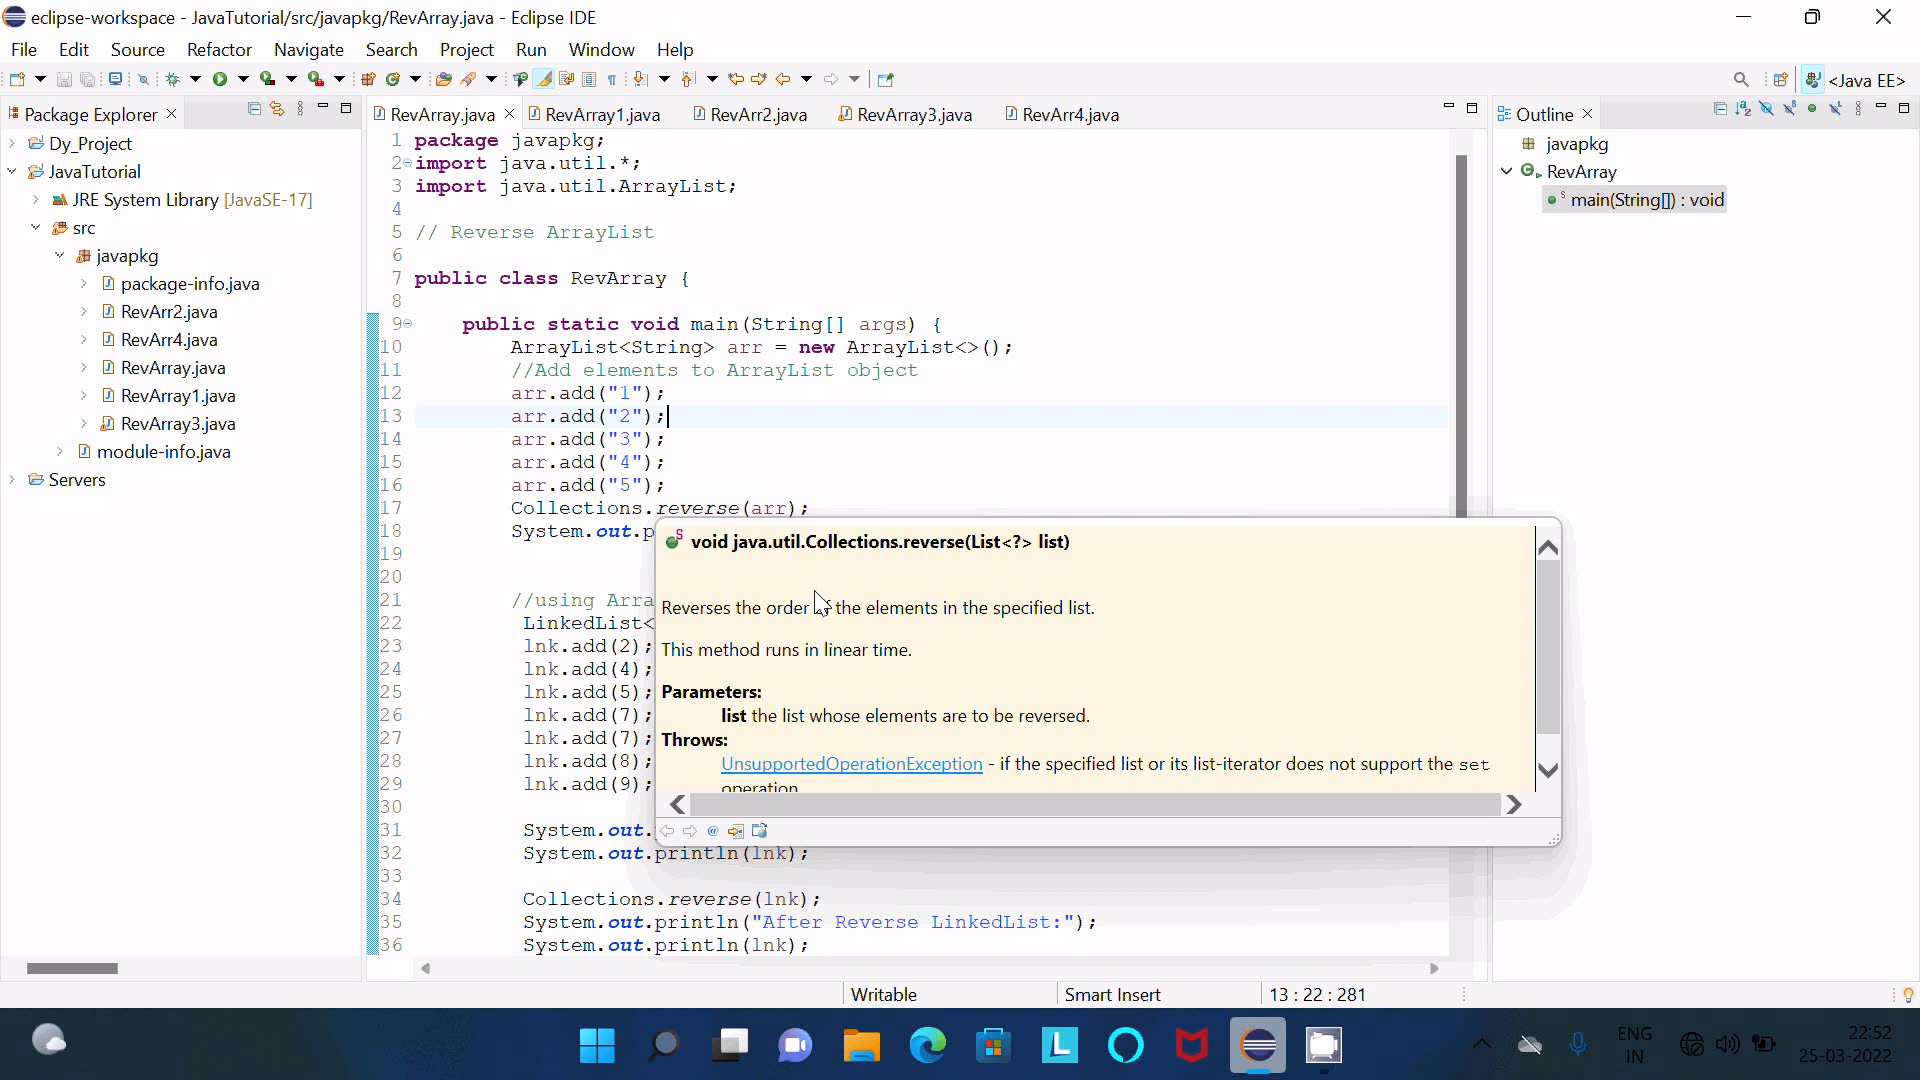 eclipse-workspace - JavaTutorial/src/javapkg/RevArray.java - Eclipse IDE
File Edit Source Refactor Navigate Search Project Run Window Help
<Java EE>
Package Explorer
Dy_Project
JavaTutorial
JRE System Library [JavaSE-17]
src
javapkg
package-info.java
RevArr2.java
RevArr4.java
RevArray.java
RevArray1.java
RevArray3.java
module-info.java
Servers
RevArray.java RevArray1.java RevArr2.java RevArray3.java RevArr4.java
1 package javapkg;
2 import java.util.*;
3 import java.util.ArrayList;
4
5 // Reverse ArrayList
6
7 public class RevArray {
8
9 public static void main(String[] args) {
10 ArrayList<String> arr = new ArrayList<>();
11 //Add elements to ArrayList object
12 arr.add("1");
13 arr.add("2");
14 arr.add("3");
15 arr.add("4");
16 arr.add("5");
17 Collections.reverse(arr);
18 System.out.p
19
20
21 //using Arra
22 LinkedList<
23 lnk.add(2);
24 lnk.add(4);
25 lnk.add(5);
26 lnk.add(7);
27 lnk.add(7);
28 lnk.add(8);
29 lnk.add(9);
30
31 System.out.
32 System.out.println(lnk);
33
34 Collections.reverse(lnk);
35 System.out.println("After Reverse LinkedList:");
36 System.out.println(lnk);
void java.util.Collections.reverse(List<?> list)
Reverses the order the elements in the specified list.
This method runs in linear time.
Parameters:
list the list whose elements are to be reversed.
Throws:
UnsupportedOperationException - if the specified list or its list-iterator does not support the set
operation
Outline
javapkg
RevArray
main(String[]) : void
Writable Smart Insert 13 : 22 : 281
ENG
IN
22:52
25-03-2022